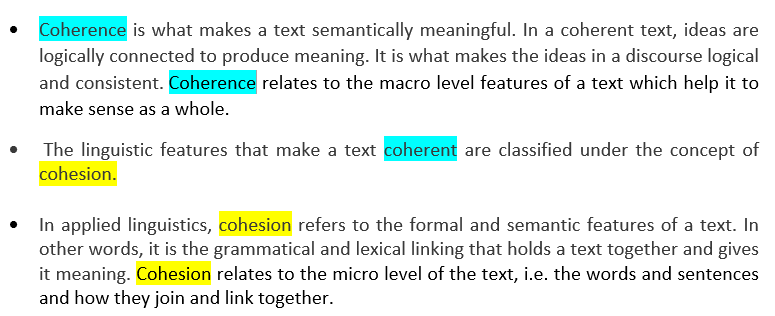 • Coherence is what makes a text semantically meaningful. In a coherent text, ideas are
logically connected to produce meaning. It is what makes the ideas in a discourse logical
and consistent. Coherence relates to the macro level features of a text which help it to
make sense as a whole.
• The linguistic features that make a text coherent are classified under the concept of
cohesion.
• In applied linguistics, cohesion refers to the formal and semantic features of a text. In
other words, it is the grammatical and lexical linking that holds a text together and gives
it meaning. Cohesion relates to the micro level of the text, i.e. the words and sentences
and how they join and link together.